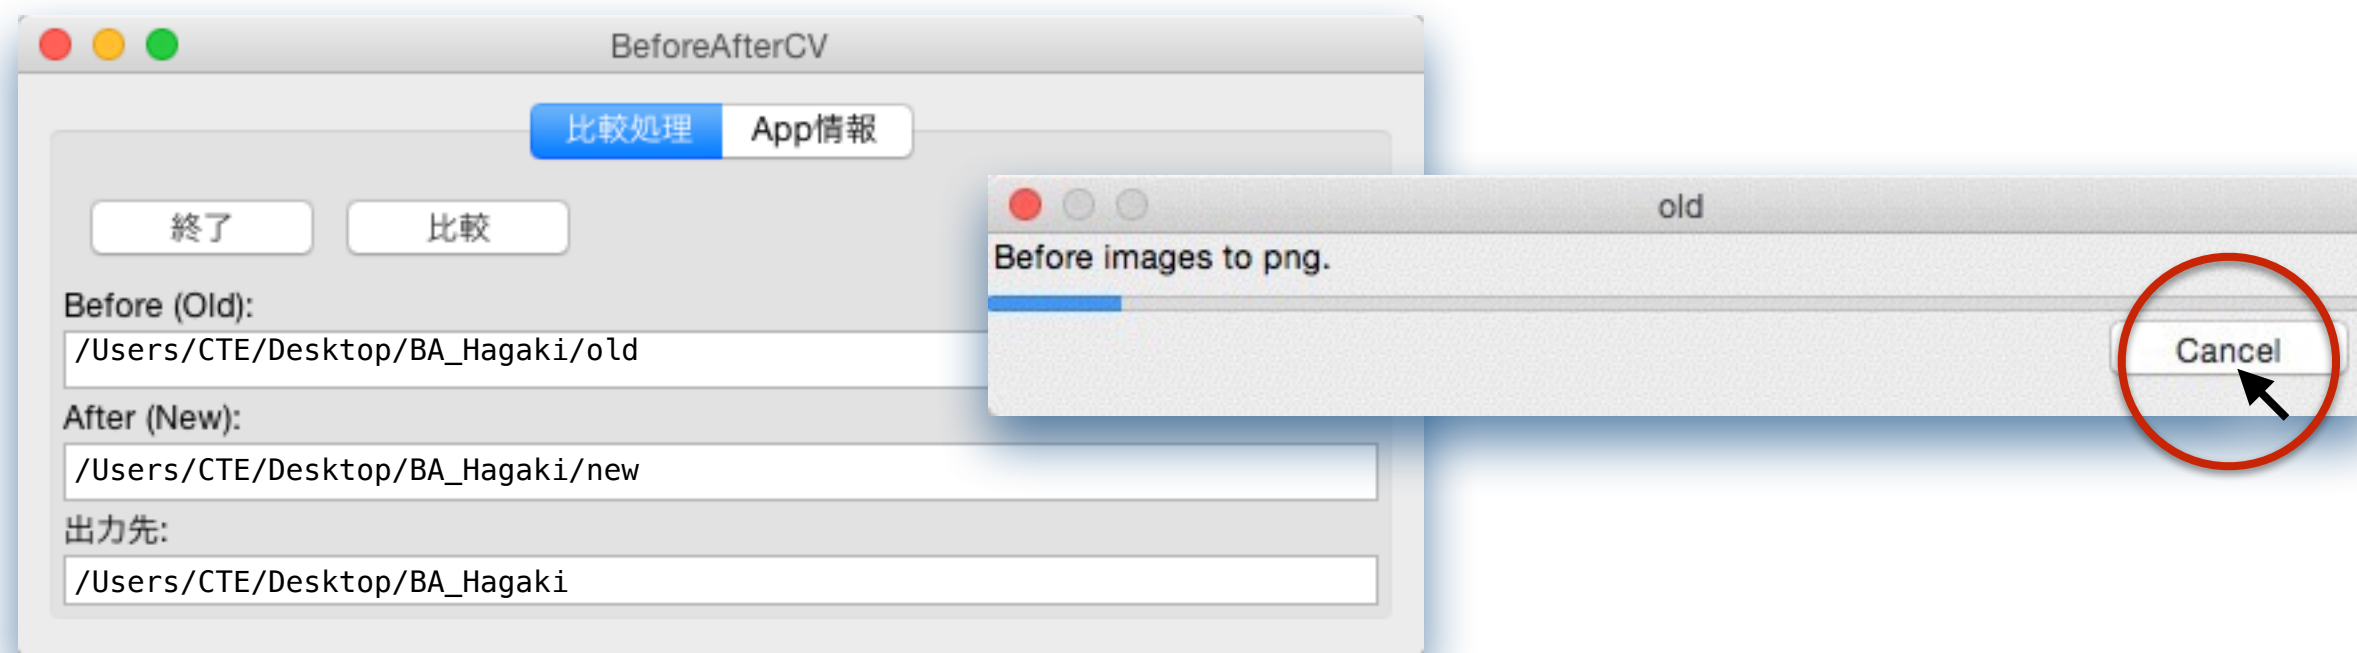 BeforeAfterCV
比較処理 App情報
終了 比較
Before (Old):
/Users/CTE/Desktop/BA_Hagaki/old
After (New):
/Users/CTE/Desktop/BA_Hagaki/new
出力先:
/Users/CTE/Desktop/BA_Hagaki
old
Before images to png.
Cancel